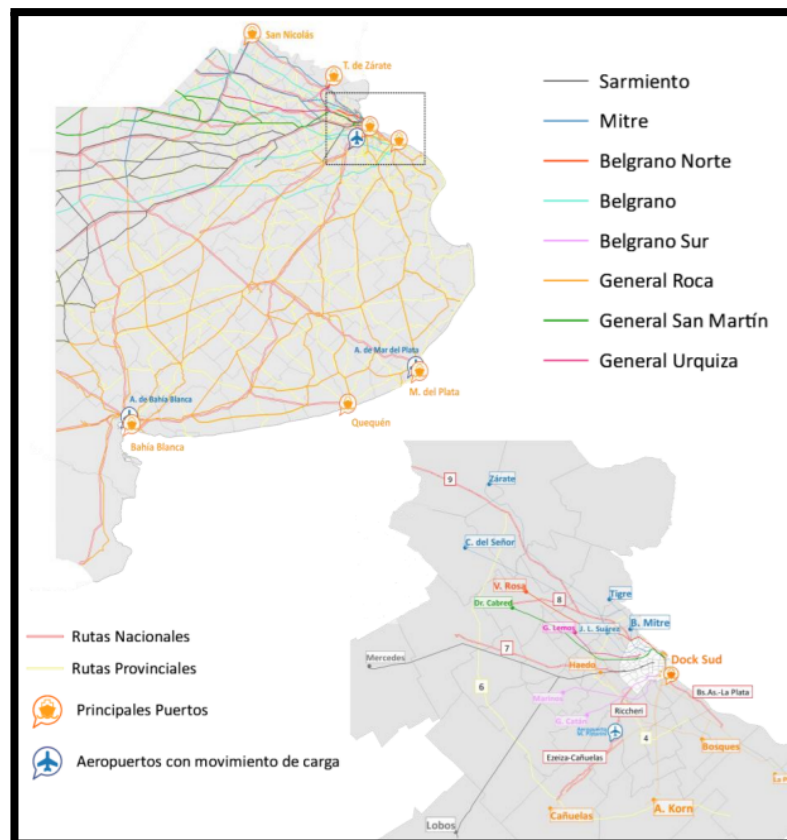 San Nicolás
T. de Zárate
A. de Mar del Plata
M. del Plata
A. de Bahía Blanca
Quequén
Bahía Blanca
Sarmiento
Mitre
Belgrano Norte
Belgrano
Belgrano Sur
General Roca
General San Martín
General Urquiza
Rutas Nacionales
Rutas Provinciales
Principales Puertos
Aeropuertos con movimiento de carga
9
Zárate
C. del Señor
V. Rosa
Tigre
8
Dr. Cabred
G. Lemos
J. L. Suárez
B. Mitre
7
Mercedes
Haedo
Dock Sud
6
Marinos
Bs.As.-La Plata
Riccheri
G. Catán
4
Bosques
Ezeiza-Cañuelas
Cañuelas
A. Korn
Lobos